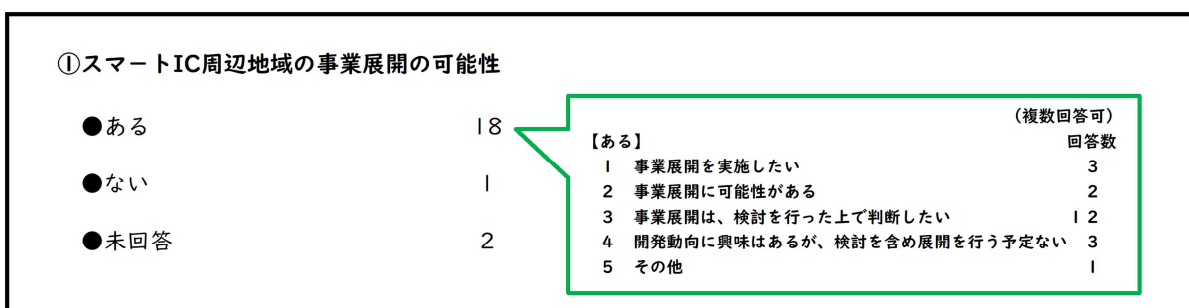 ①スマートIC周辺地域の事業展開の可能性
●ある 18
●ない 1
●未回答 2
(複数回答可)
【ある】 回答数
1 事業展開を実施したい 3
2 事業展開に可能性がある 2
3 事業展開は、検討を行った上で判断したい 12
4 開発動向に興味はあるが、検討を含め展開を行う予定ない 3
5 その他 1